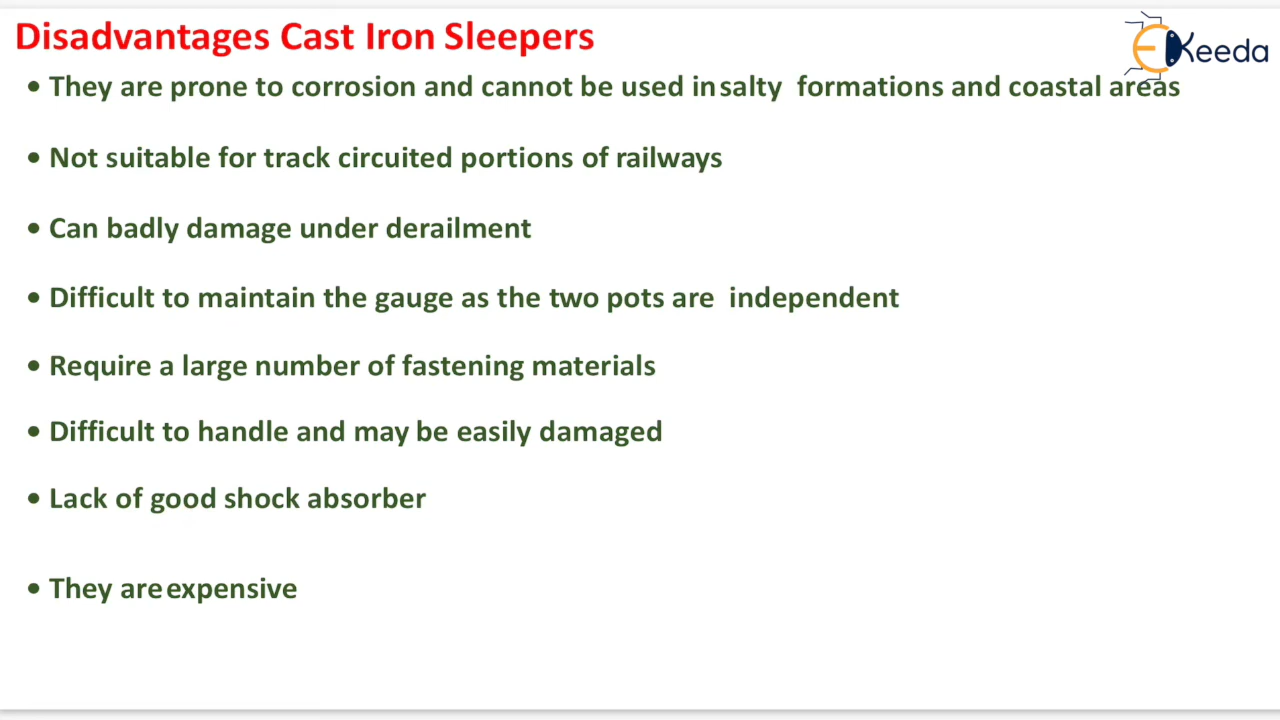 Disadvantages Cast Iron Sleepers
EKeeda
• They are prone to corrosion and cannot be used in salty formations and coastal areas
• Not suitable for track circuited portions of railways
• Can badly damage under derailment
• Difficult to maintain the gauge as the two pots are independent
• Require a large number of fastening materials
• Difficult to handle and may be easily damaged
• Lack of good shock absorber
• They are expensive